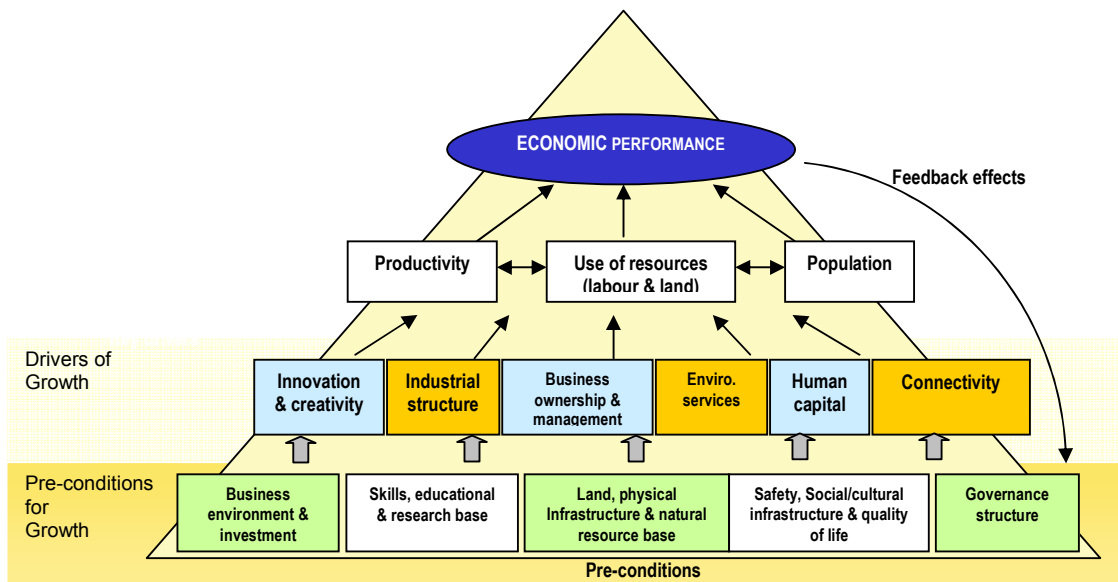 ECONOMIC PERFORMANCE
Feedback effects
Productivity
Use of resources
(labour & land)
Population
Drivers of
Growth
Innovation
& creativity
Industrial
structure
Business
ownership &
management
Enviro.
services
Human
capital
Connectivity
Pre-conditions
for
Growth
Business
environment &
investment
Skills, educational
& research base
Land, physical
Infrastructure & natural
resource base
Safety, Social/cultural
infrastructure & quality
of life
Governance
structure
Pre-conditions